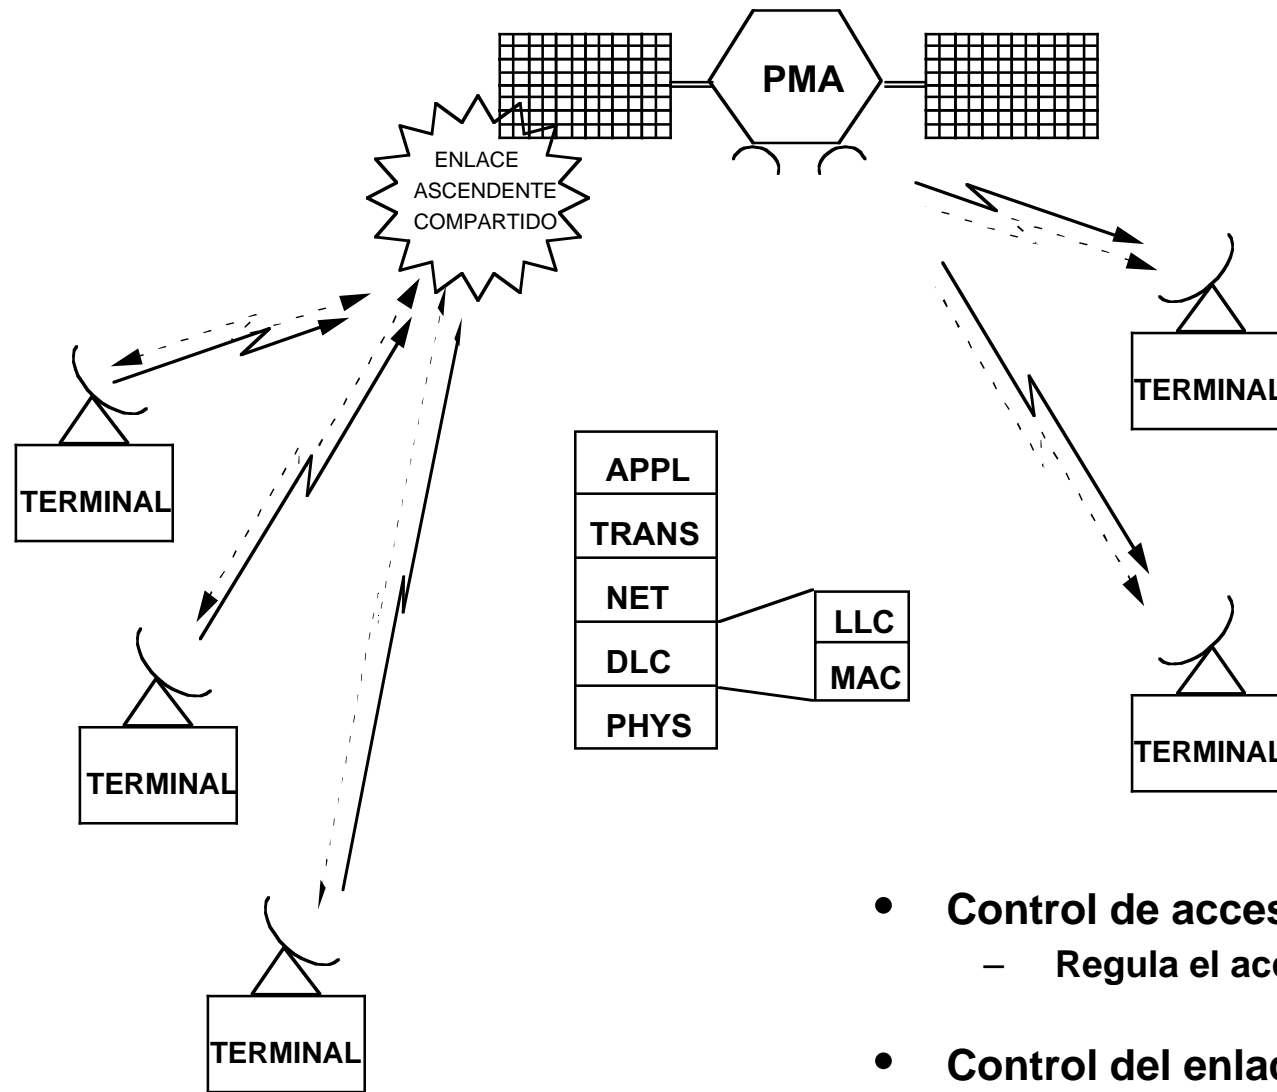 PMA
ENLACE
ASCENDENTE
COMPARTIDO
TERMINAL
TERMINAL
APPL
TRANS
NET
DLC
PHYS
LLC
MAC
TERMINAL
TERMINAL
TERMINAL
• Control de acces
– Regula el acc
• Control del enlac